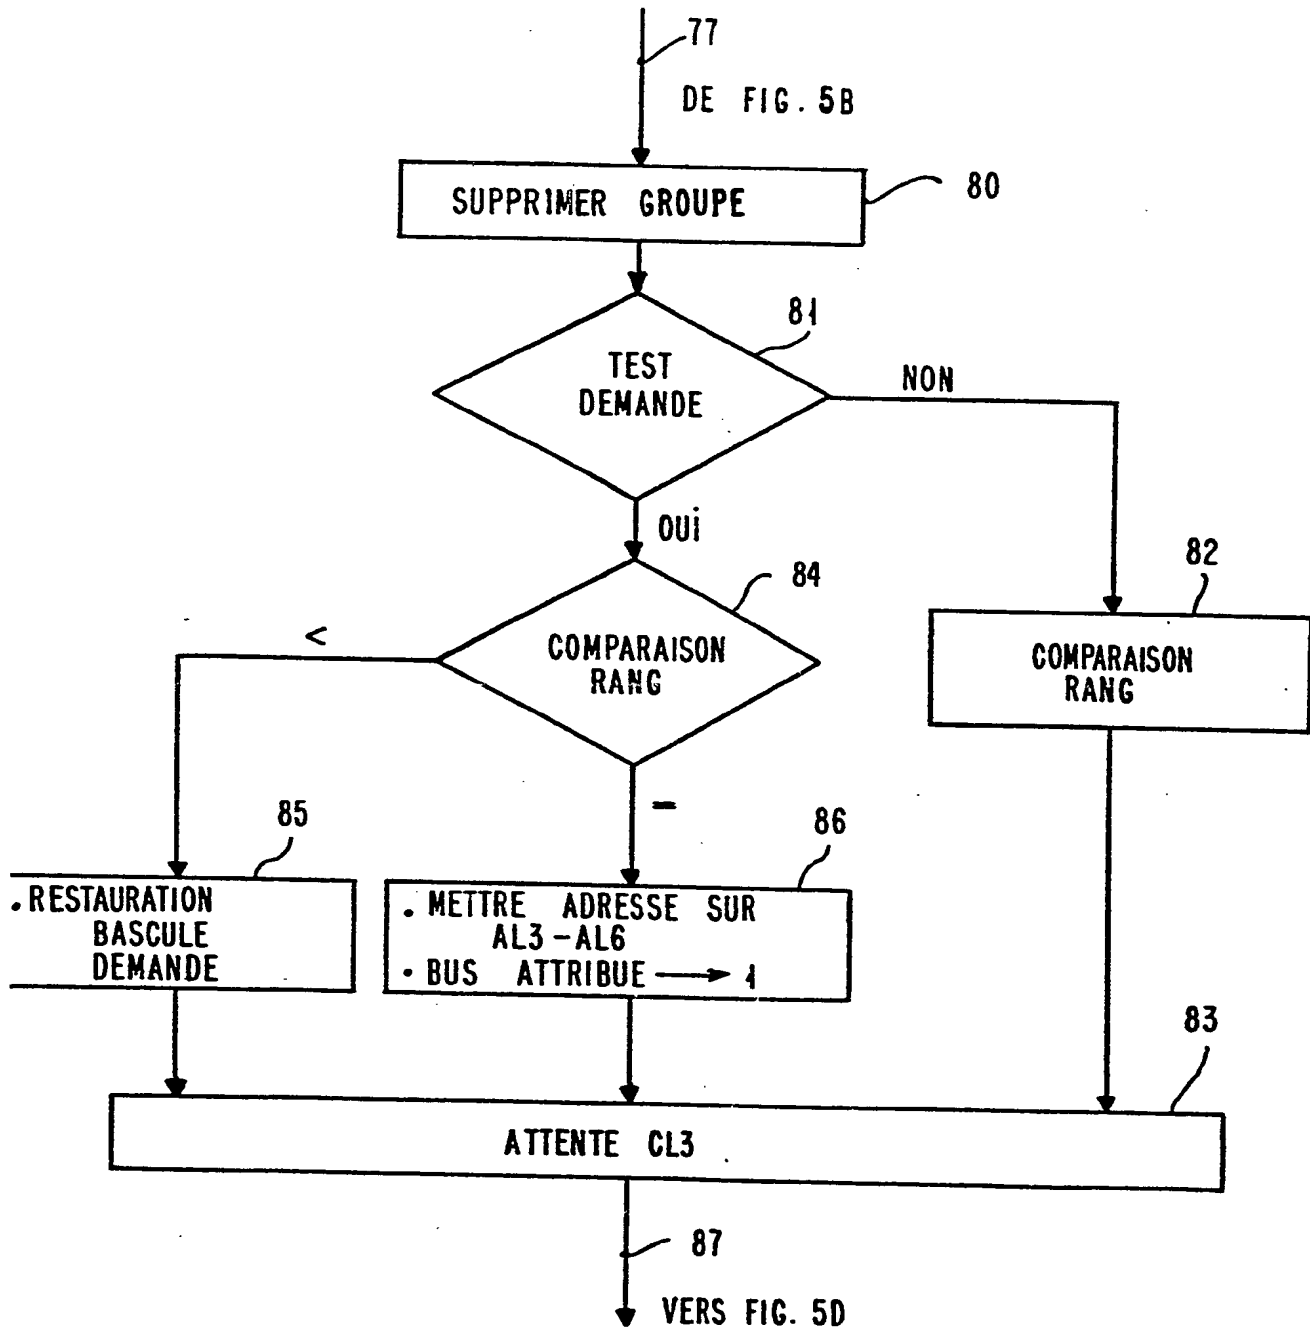 77
DE FIG. 5B
SUPPRIMER GROUPE
80
81
TEST
DEMANDE
NON
OUi
82
84
<
COMPARAISON
RANG
COMPARAISON
RANG
=
85
86
.RESTAURATION
BASCULE
DEMANDE
. METTRE ADRESSE SUR
AL3-AL6
. BUS ATTRIBUE → 1
83
ATTENTE CL3
87
VERS FIG. 5D